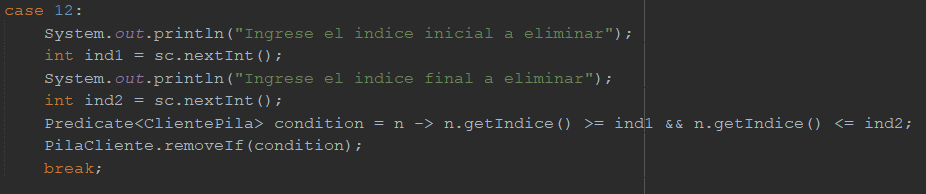 case 12:
System.out.println("Ingrese el indice inicial a eliminar");
int ind1 = sc.nextInt();
System.out.println("Ingrese el indice final a eliminar");
int ind2 = sc.nextInt();
Predicate<ClientePila> condition = n -> n.getIndice() >= ind1 && n.getIndice() <= ind2;
PilaCliente.removeIf(condition);
break;